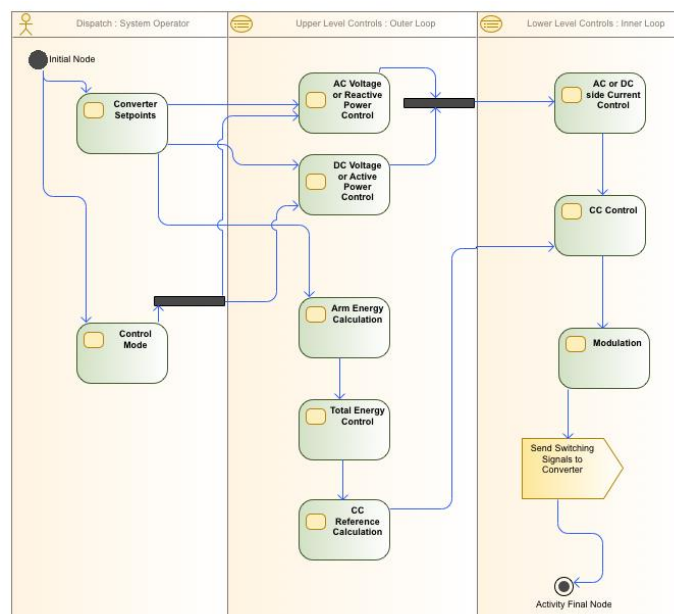 Dispatch : System Operator
Upper Level Controls : Outer Loop
Lower Level Controls : Inner Loop
Initial Node
Converter
Setpoints
Control
Mode
AC Voltage
or Reactive
Power
Control
DC Voltage
or Active
Power
Control
Arm Energy
Calculation
Total Energy
Control
CC
Reference
Calculation
AC or DC
side Current
Control
CC Control
Modulation
Send Switching
Signals to
Converter
Activity Final Node